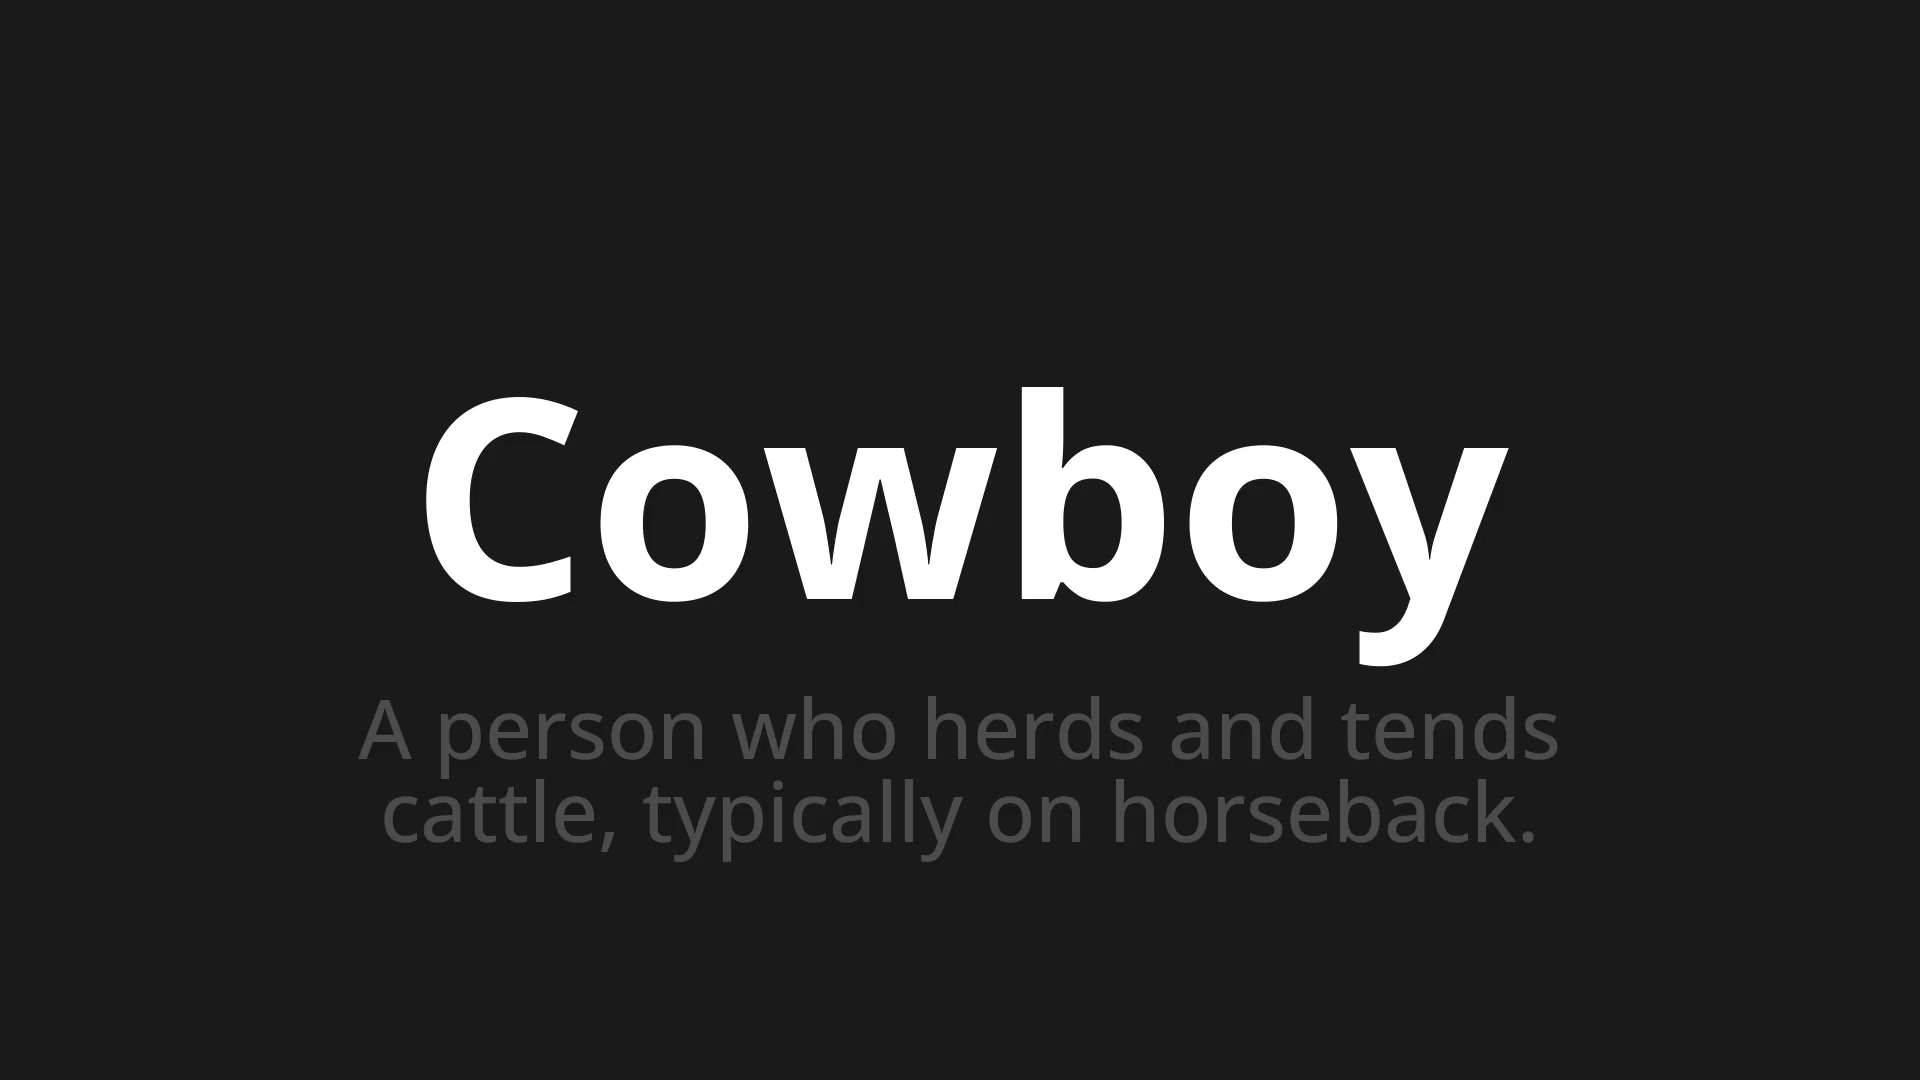 Cowboy
A person who herds and tends
cattle, typically on horseback.